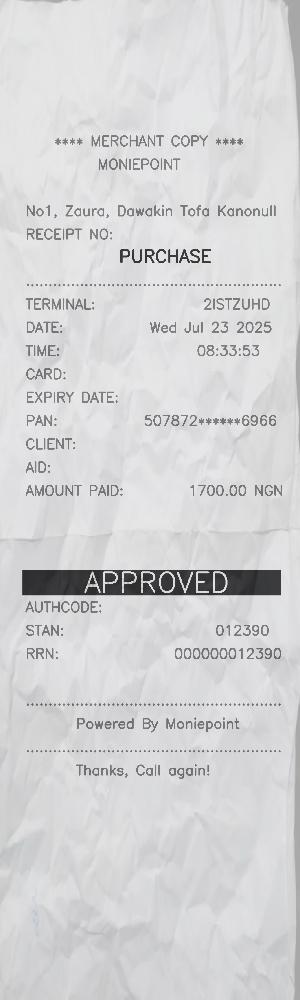 **** MERCHANT COPY ****
MONIEPOINT
No1, Zaura, Dawakin Tofa Kanonull
RECEIPT NO:
PURCHASE
TERMINAL: 2ISTZUHD
DATE: Wed Jul 23 2025
TIME: 08:33:53
CARD:
EXPIRY DATE:
PAN: 507872******6966
CLIENT:
AID:
AMOUNT PAID: 1700.00 NGN
APPROVED
AUTHCODE:
STAN: 012390
RRN: 000000012390
Powered By Moniepoint
Thanks, Call again!